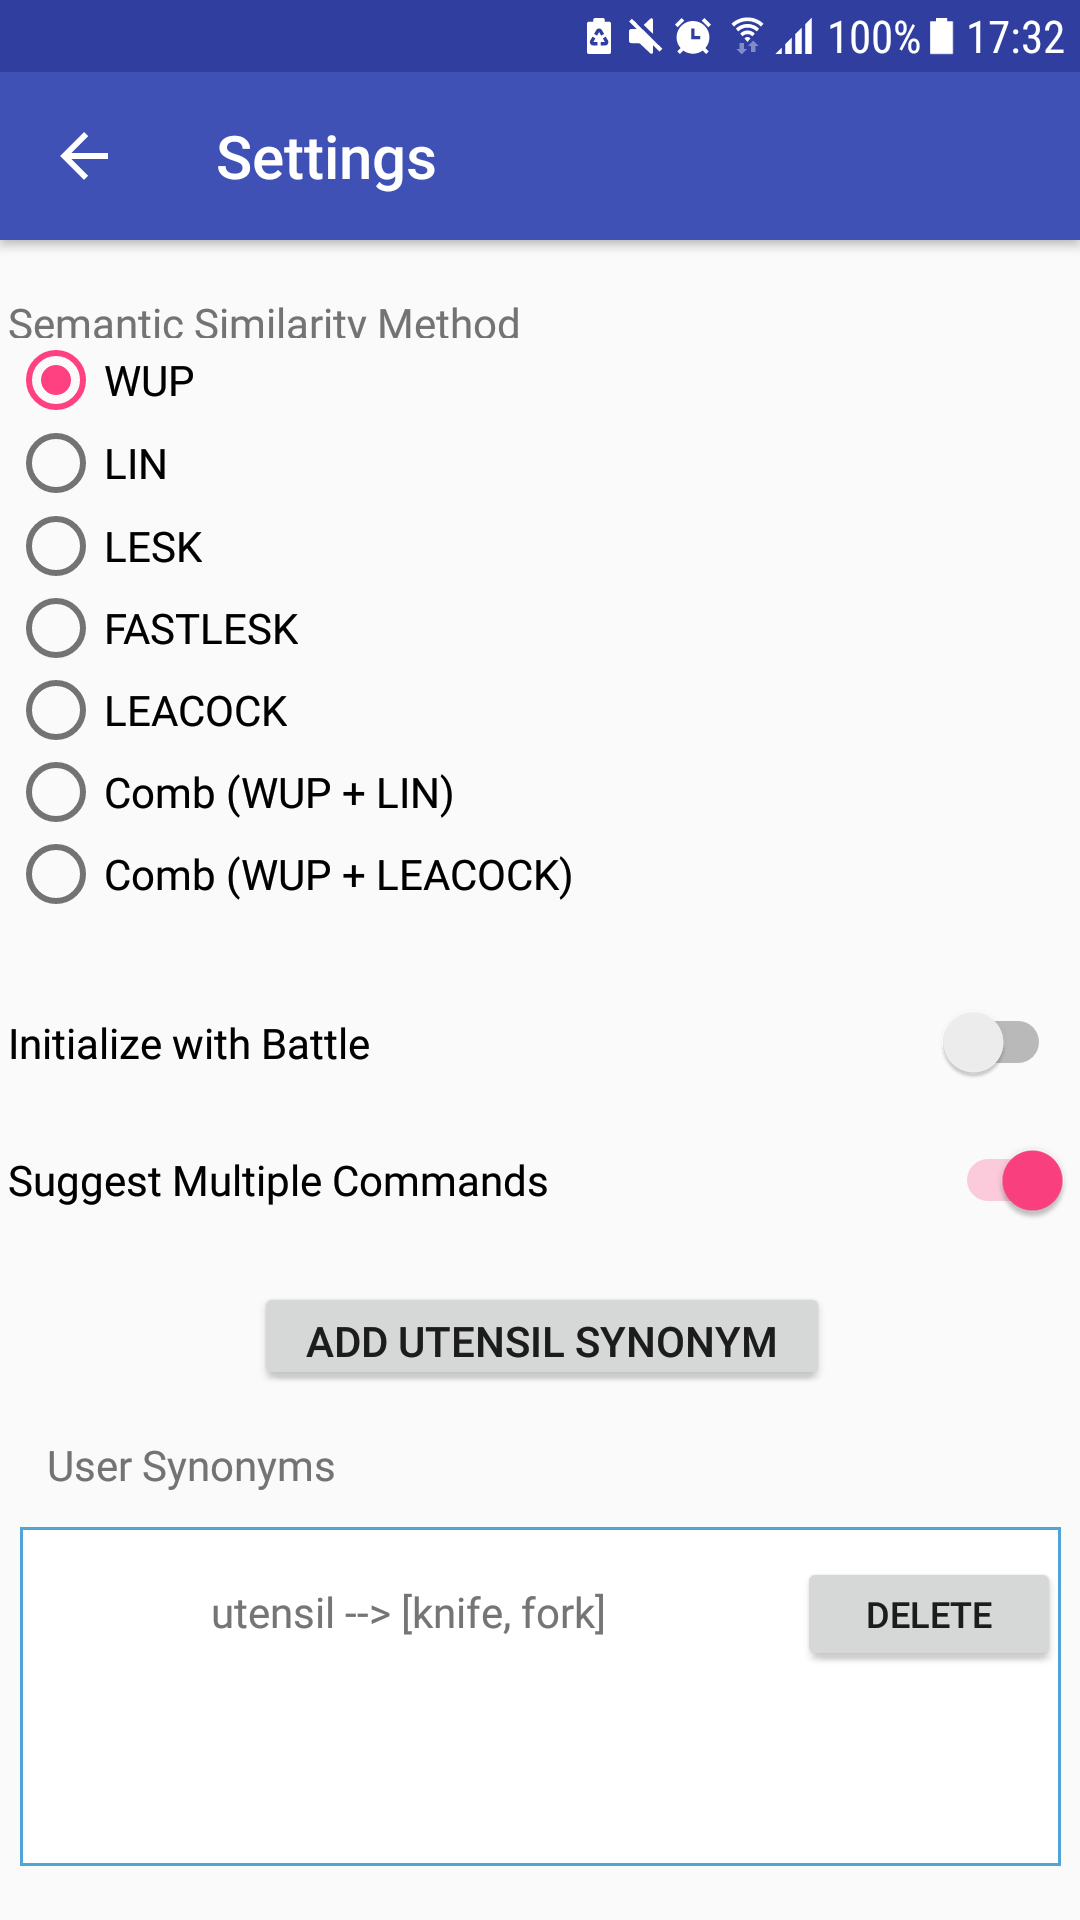 100% 17:32
Settings
Semantic Similarity Method
WUP
LIN
LESK
FASTLESK
LEACOCK
Comb (WUP + LIN)
Comb (WUP + LEACOCK)
Initialize with Battle
Suggest Multiple Commands
ADD UTENSIL SYNONYM
User Synonyms
utensil --> [knife, fork]
DELETE